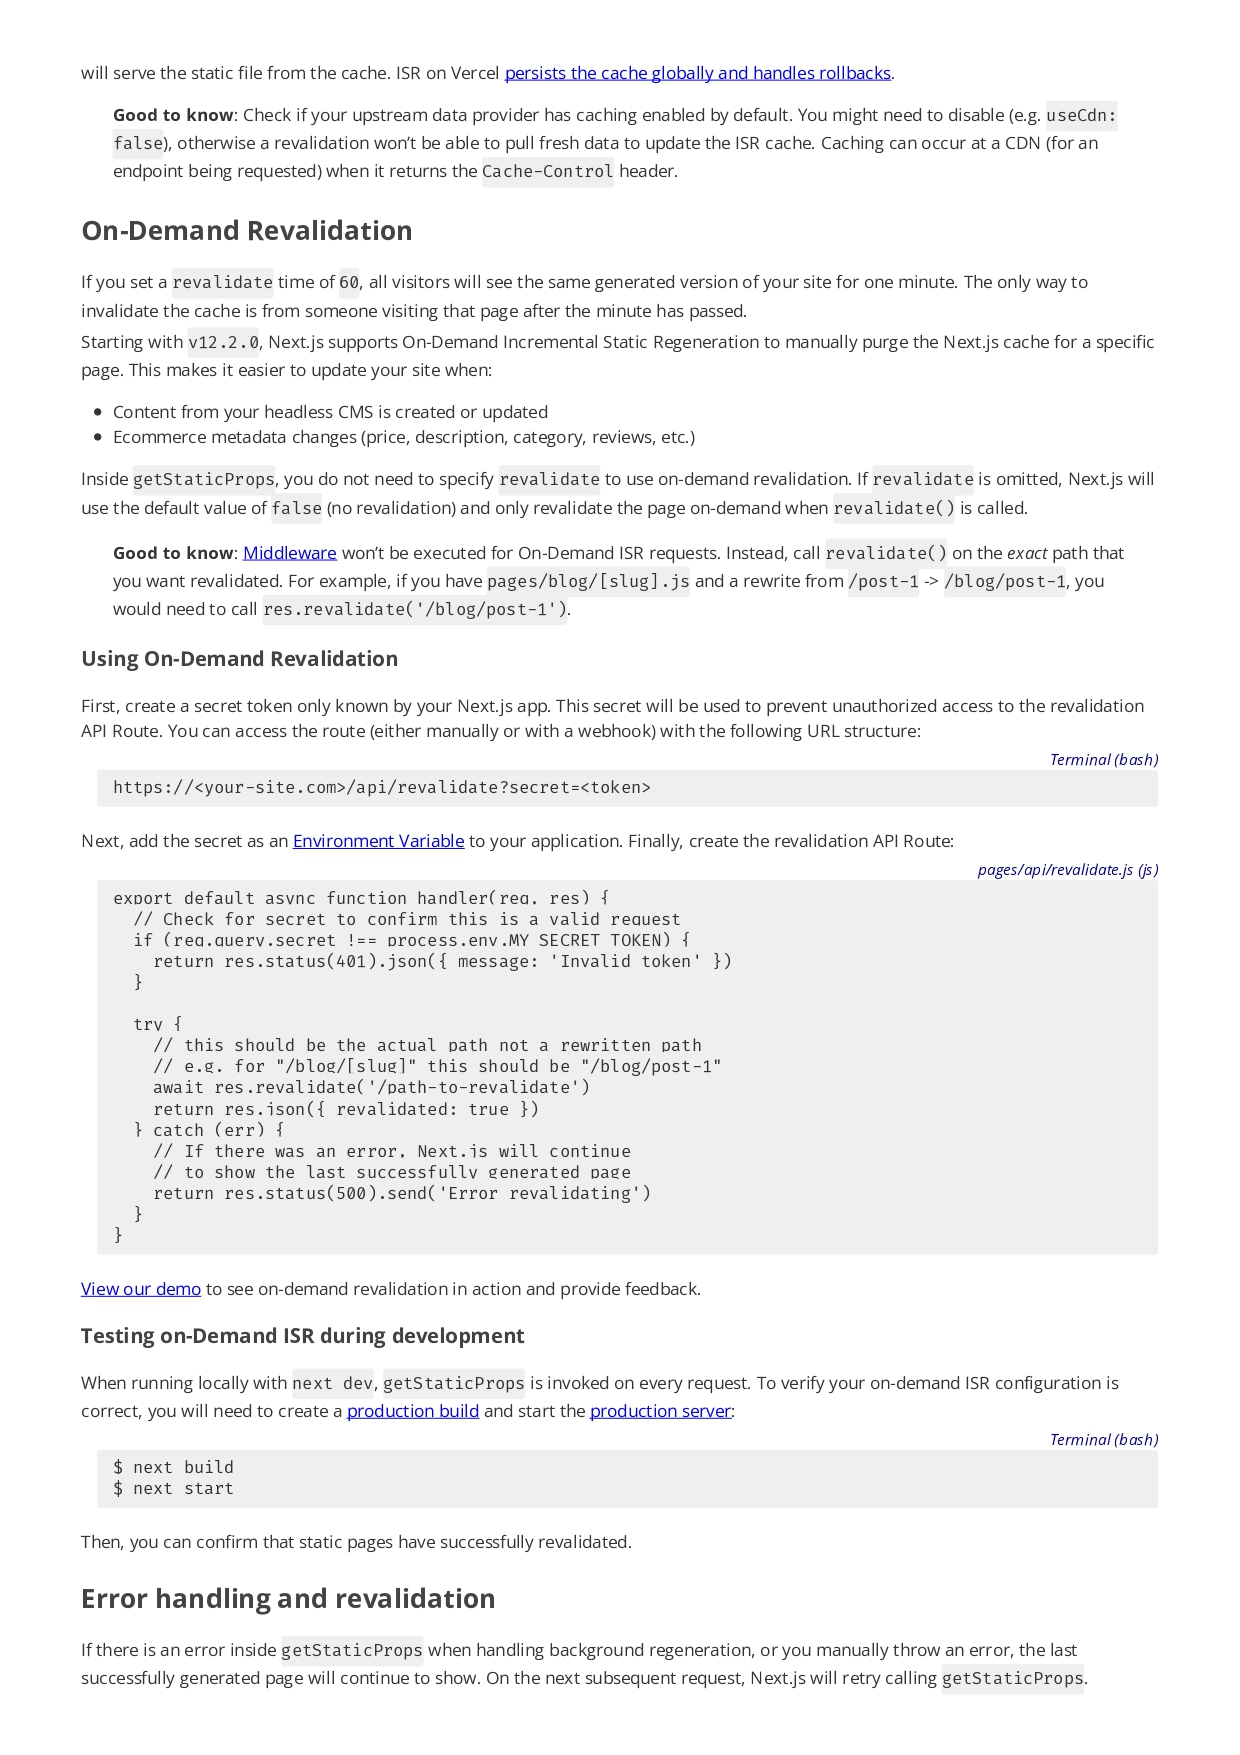 will serve the static file from the cache. ISR on Vercel persists the cache globally and handles rollbacks.
Good to know: Check if your upstream data provider has caching enabled by default. You might need to disable (e.g. useCdn:
false), otherwise a revalidation won’t be able to pull fresh data to update the ISR cache. Caching can occur at a CDN (for an
endpoint being requested) when it returns the Cache-Control header.
On-Demand Revalidation
If you set a revalidate time of 60, all visitors will see the same generated version of your site for one minute. The only way to
invalidate the cache is from someone visiting that page after the minute has passed.
Starting with v12.2.0, Next.js supports On-Demand Incremental Static Regeneration to manually purge the Next.js cache for a specific
page. This makes it easier to update your site when:
• Content from your headless CMS is created or updated
• Ecommerce metadata changes (price, description, category, reviews, etc.)
Inside getStaticProps, you do not need to specify revalidate to use on-demand revalidation. If revalidate is omitted, Next.js will
use the default value of false (no revalidation) and only revalidate the page on-demand when revalidate() is called.
Good to know: Middleware won’t be executed for On-Demand ISR requests. Instead, call revalidate() on the exact path that
you want revalidated. For example, if you have pages/blog/[slug].js and a rewrite from /post-1 -> /blog/post-1, you
would need to call res.revalidate('/blog/post-1').
Using On-Demand Revalidation
First, create a secret token only known by your Next.js app. This secret will be used to prevent unauthorized access to the revalidation
API Route. You can access the route (either manually or with a webhook) with the following URL structure:
Terminal (bash)
https://<your-site.com>/api/revalidate?secret=<token>
Next, add the secret as an Environment Variable to your application. Finally, create the revalidation API Route:
pages/api/revalidate.js (js)
export default async function handler(req, res) {
  // Check for secret to confirm this is a valid request
  if (req.query.secret !== process.env.MY_SECRET_TOKEN) {
    return res.status(401).json({ message: 'Invalid token' })
  }
  try {
    // this should be the actual path not a rewritten path
    // e.g. for "/blog/[slug]" this should be "/blog/post-1"
    await res.revalidate('/path-to-revalidate')
    return res.json({ revalidated: true })
  } catch (err) {
    // If there was an error, Next.js will continue
    // to show the last successfully generated page
    return res.status(500).send('Error revalidating')
  }
}
View our demo to see on-demand revalidation in action and provide feedback.
Testing on-Demand ISR during development
When running locally with next dev, getStaticProps is invoked on every request. To verify your on-demand ISR configuration is
correct, you will need to create a production build and start the production server:
Terminal (bash)
$ next build
$ next start
Then, you can confirm that static pages have successfully revalidated.
Error handling and revalidation
If there is an error inside getStaticProps when handling background regeneration, or you manually throw an error, the last
successfully generated page will continue to show. On the next subsequent request, Next.js will retry calling getStaticProps.